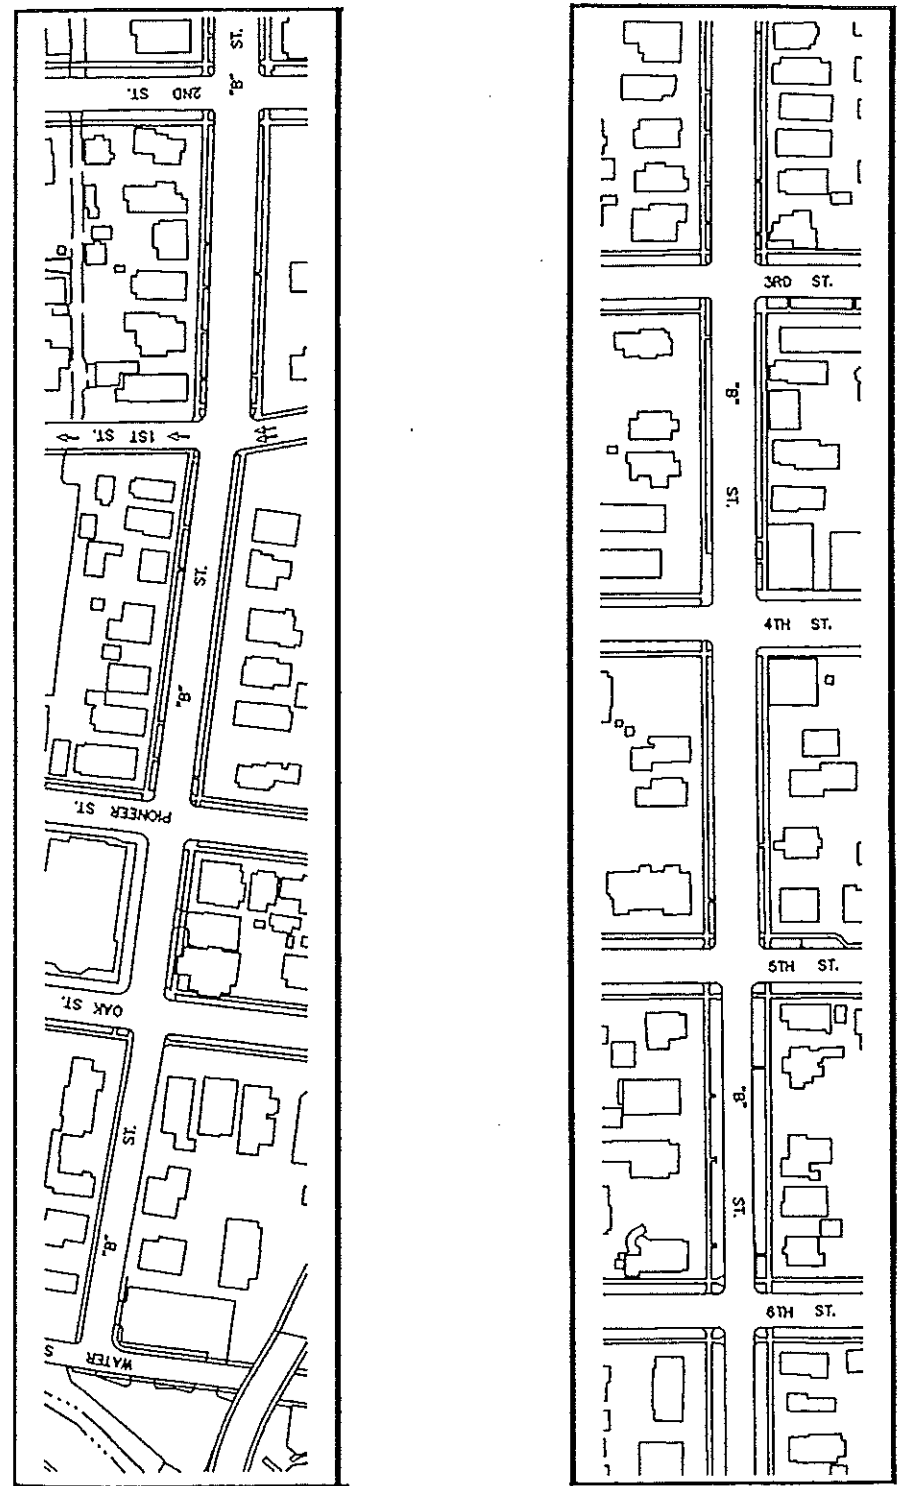 "B" ST.
2ND ST.
1ST ST.
"B" ST.
PIONEER ST.
OAK ST.
"B" ST.
WATER S
3RD ST.
"B" ST.
4TH ST.
5TH ST.
"B" ST.
6TH ST.